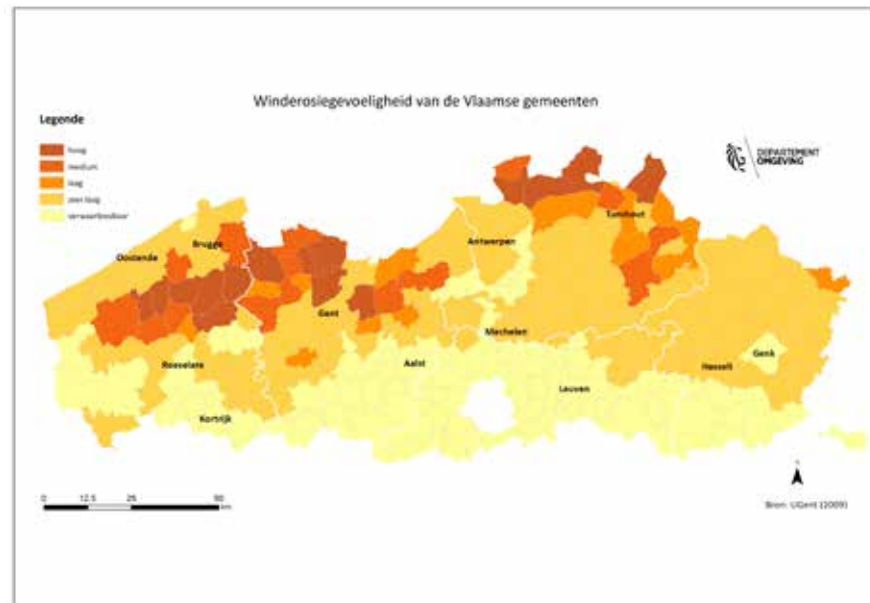 Winderosiegevoeligheid van de Vlaamse gemeenten
Legende
hoog
medium
laag
zeer laag
verwaarloosbaar
DEPARTEMENT
OMGEVING
Turnhout
Antwerpen
Brugge
Oostende
Gent
Mechelen
Roeselare
Aalst
Genk
Hasselt
Leuven
Kortrijk
0 12.5 25 50
km
Bron: UGent (2009)